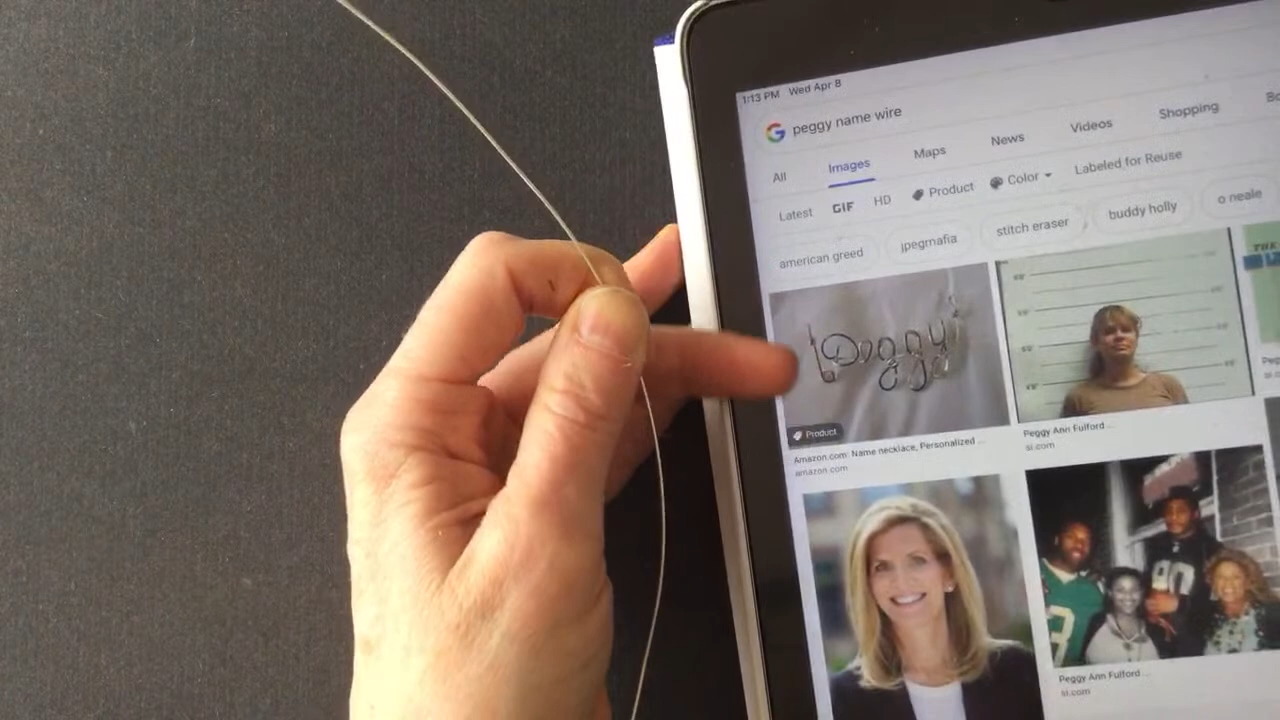 1:13 PM Wed Apr 8
peggy name wire
All Images Maps News Videos Shopping
Latest GIF HD Product Color Labeled for Reuse
american greed jpegmafia stitch eraser buddy holly o neale
Peggy
Product
Amazon.com: Name necklace, Personalized ...
amazon.com
Peggy Ann Fulford ...
si.com
Peggy Ann Fulford ...
si.com